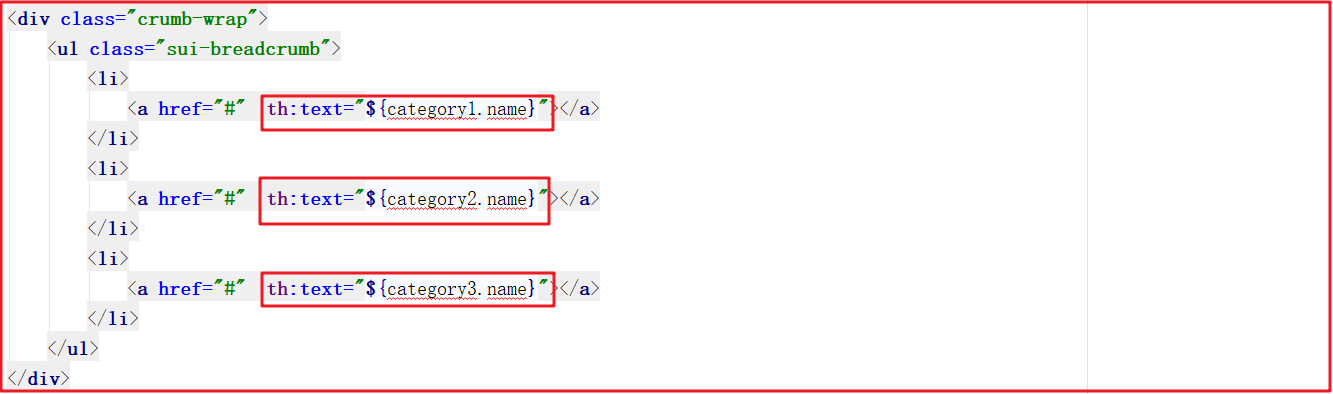 <div class="crumb-wrap">
    <ul class="sui-breadcrumb">
        <li>
            <a href="#"  th:text="${category1.name}"></a>
        </li>
        <li>
            <a href="#"  th:text="${category2.name}"></a>
        </li>
        <li>
            <a href="#"  th:text="${category3.name}"></a>
        </li>
    </ul>
</div>